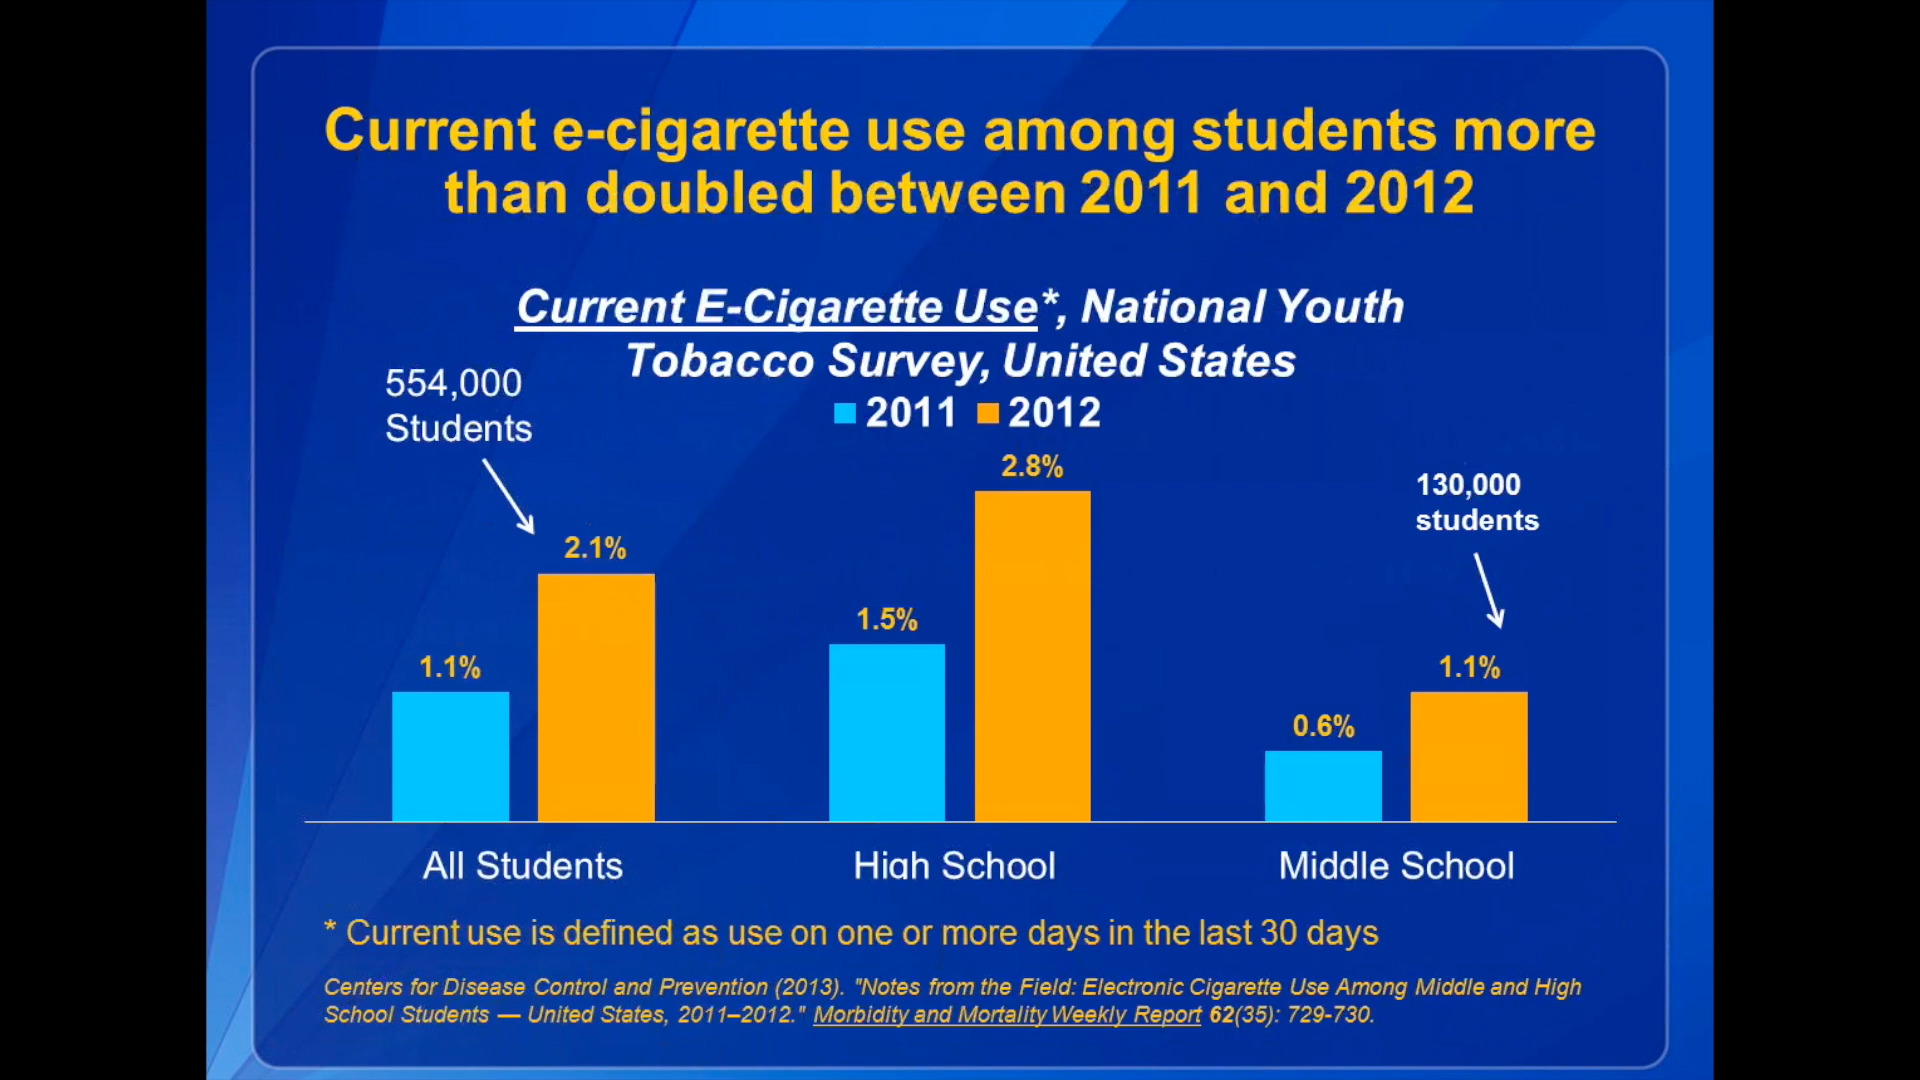 Current e-cigarette use among students more
than doubled between 2011 and 2012
Current E-Cigarette Use*, National Youth
Tobacco Survey, United States
2011 2012
554,000
Students
130,000
students
1.1%
2.1%
1.5%
2.8%
0.6%
1.1%
All Students
High School
Middle School
* Current use is defined as use on one or more days in the last 30 days
Centers for Disease Control and Prevention (2013). "Notes from the Field: Electronic Cigarette Use Among Middle and High
School Students — United States, 2011–2012." Morbidity and Mortality Weekly Report 62(35): 729-730.